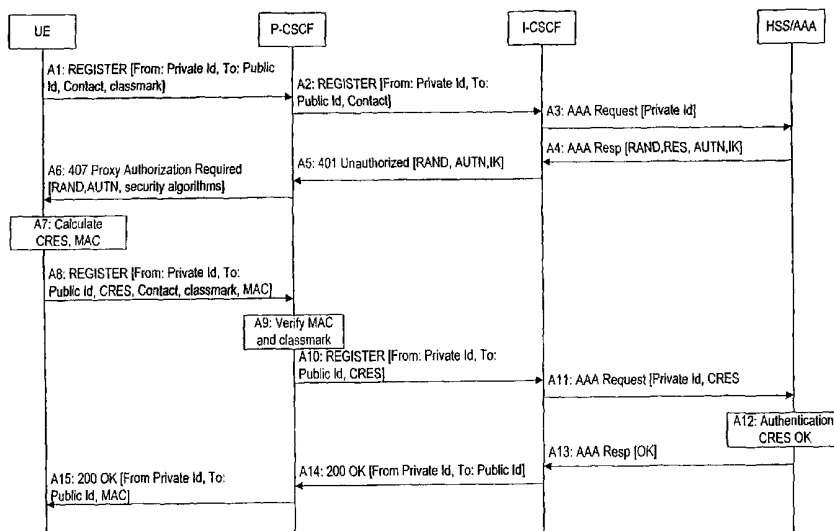 UE
P-CSCF
I-CSCF
HSS/AAA
A1: REGISTER [From: Private Id, To: Public
Id, Contact, classmark]
A2: REGISTER [From: Private Id, To:
Public Id, Contact]
A3: AAA Request [Private Id]
A4: AAA Resp [RAND,RES, AUTN,IK]
A5: 401 Unauthorized [RAND, AUTN,IK]
A6: 407 Proxy Authorization Required
[RAND,AUTN, security algorithms]
A7: Calculate
CRES, MAC
A8: REGISTER [From: Private Id, To:
Public Id, CRES, Contact, classmark, MAC]
A9: Verify MAC
and classmark
A10: REGISTER [From: Private Id, To:
Public Id, CRES]
A11: AAA Request [Private Id, CRES
A12: Authentication
CRES OK
A13: AAA Resp [OK]
A14: 200 OK [From Private Id, To: Public Id]
A15: 200 OK [From Private Id, To:
Public Id, MAC]